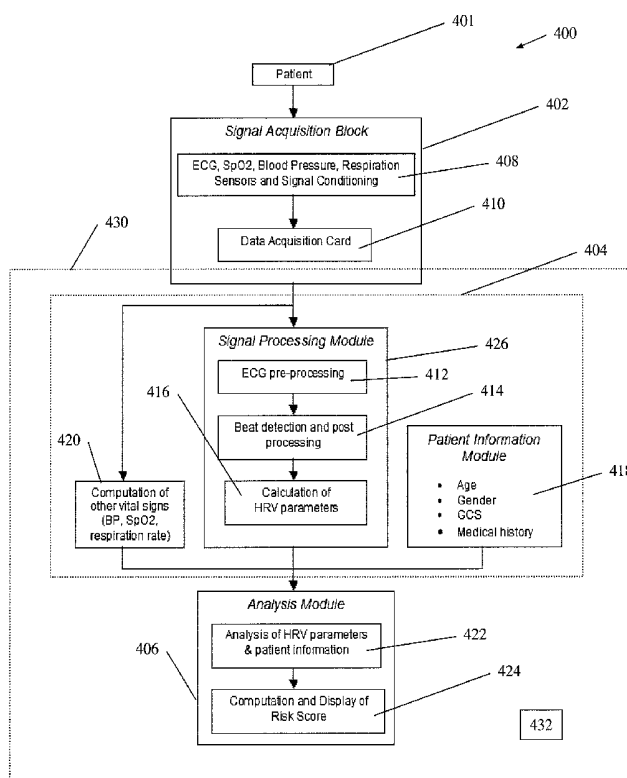 401
400
Patient
402
Signal Acquisition Block
ECG, SpO2, Blood Pressure, Respiration
Sensors and Signal Conditioning
408
410
Data Acquisition Card
430
404
Signal Processing Module
426
ECG pre-processing
412
416
414
Beat detection and post
processing
Patient Information
Module
420
418
Computation of
other vital signs
(BP, SpO2,
respiration rate)
Calculation of
HRV parameters
• Age
• Gender
• GCS
• Medical history
Analysis Module
Analysis of HRV parameters
& patient information
422
406
424
Computation and Display of
Risk Score
432